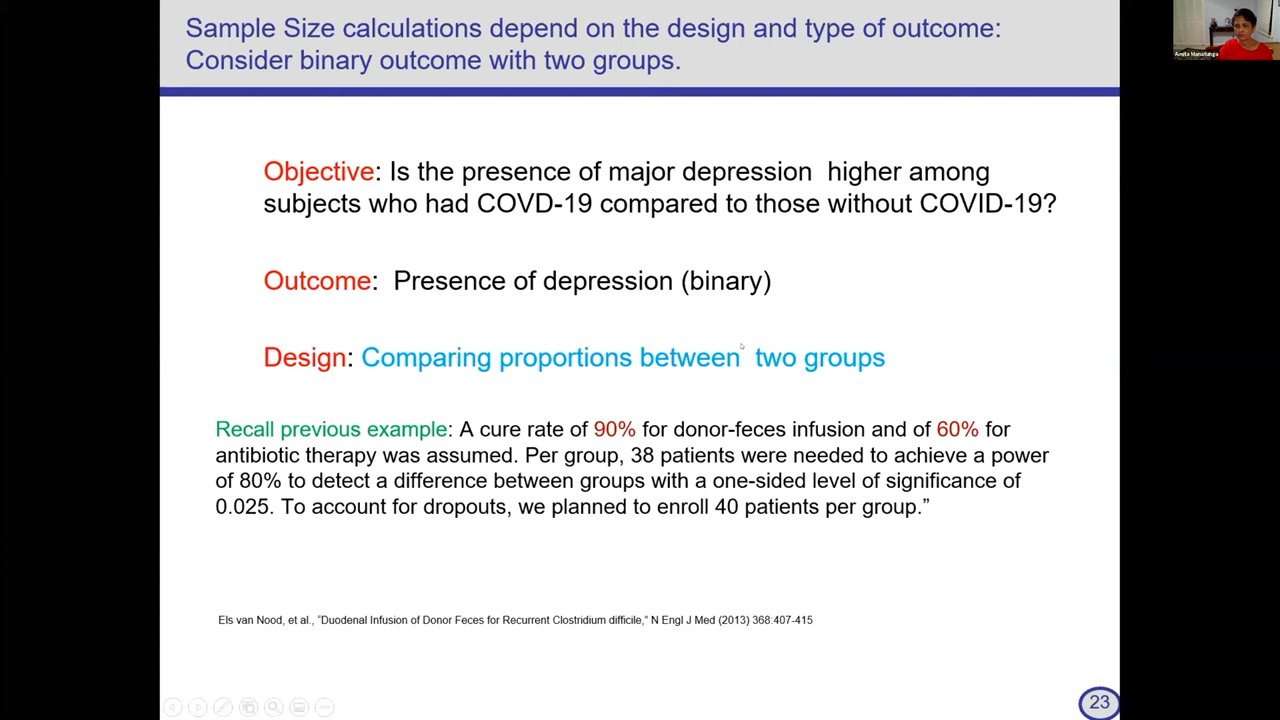 Sample Size calculations depend on the design and type of outcome:
Consider binary outcome with two groups.
Amita Manatunga
Objective: Is the presence of major depression higher among
subjects who had COVD-19 compared to those without COVID-19?
Outcome: Presence of depression (binary)
Design: Comparing proportions between two groups
Recall previous example: A cure rate of 90% for donor-feces infusion and of 60% for
antibiotic therapy was assumed. Per group, 38 patients were needed to achieve a power
of 80% to detect a difference between groups with a one-sided level of significance of
0.025. To account for dropouts, we planned to enroll 40 patients per group.”
Els van Nood, et al., “Duodenal Infusion of Donor Feces for Recurrent Clostridium difficile,” N Engl J Med (2013) 368:407-415
23